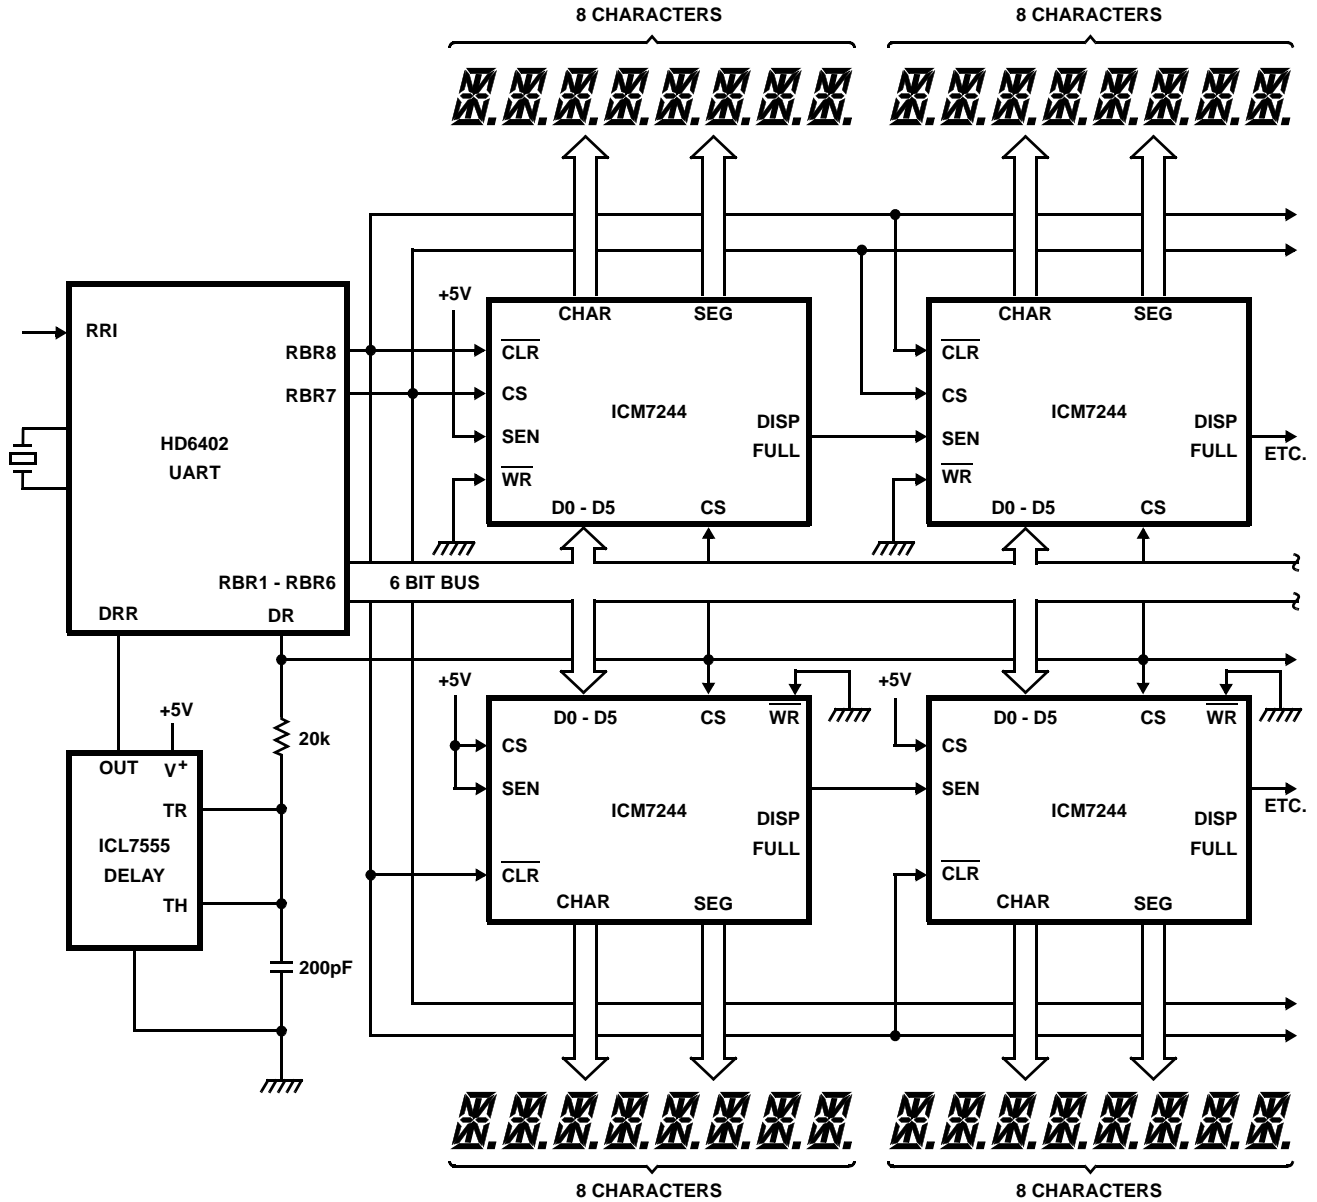 8 CHARACTERS
8 CHARACTERS
+5V
CHAR SEG
CHAR SEG
RRI
RBR8
CLR
CLR
RBR7
CS
CS
ICM7244
ICM7244
HD6402
UART
SEN
DISP
FULL
SEN
DISP
FULL
ETC.
WR
WR
D0 - D5 CS
D0 - D5 CS
RBR1 - RBR6
6 BIT BUS
DRR DR
+5V
+5V
+5V
D0 - D5 CS WR
D0 - D5 CS WR
20k
CS
CS
OUT V+
SEN
SEN
TR
ICM7244
ICM7244
ETC.
DISP
FULL
DISP
FULL
ICL7555
DELAY
CLR
CLR
TH
CHAR SEG
CHAR SEG
200pF
8 CHARACTERS
8 CHARACTERS